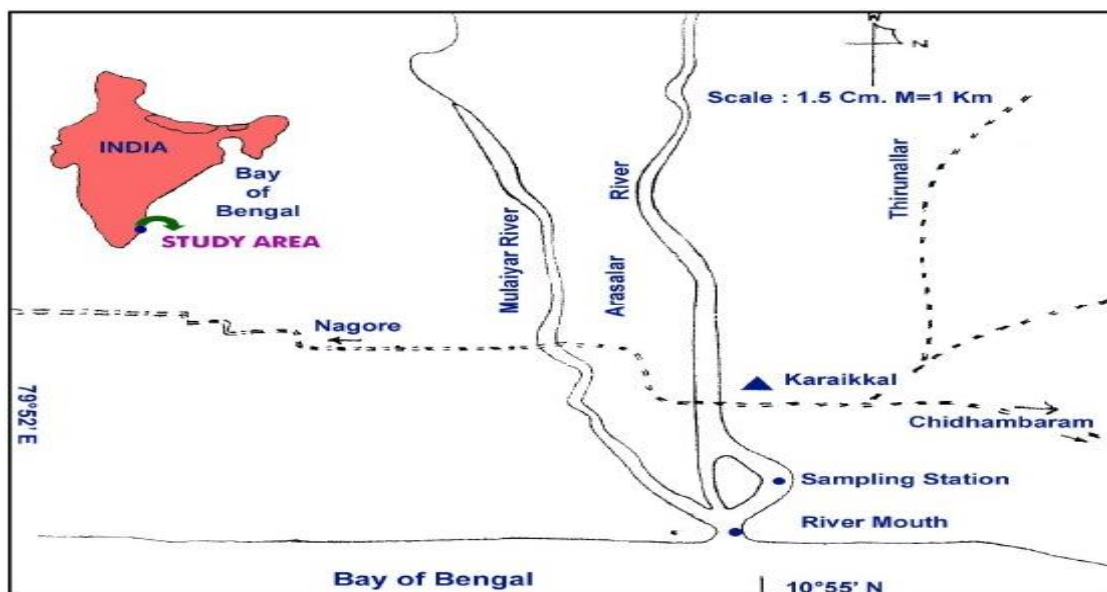 W
Z
Scale : 1.5 Cm. M=1 Km
INDIA
Bay
of
Bengal
STUDY AREA
Mulaiyar River
Arasalar River
Thirunallar
Nagore
Karaikkal
Chidhambaram
79°52' E
Sampling Station
River Mouth
Bay of Bengal
10°55' N